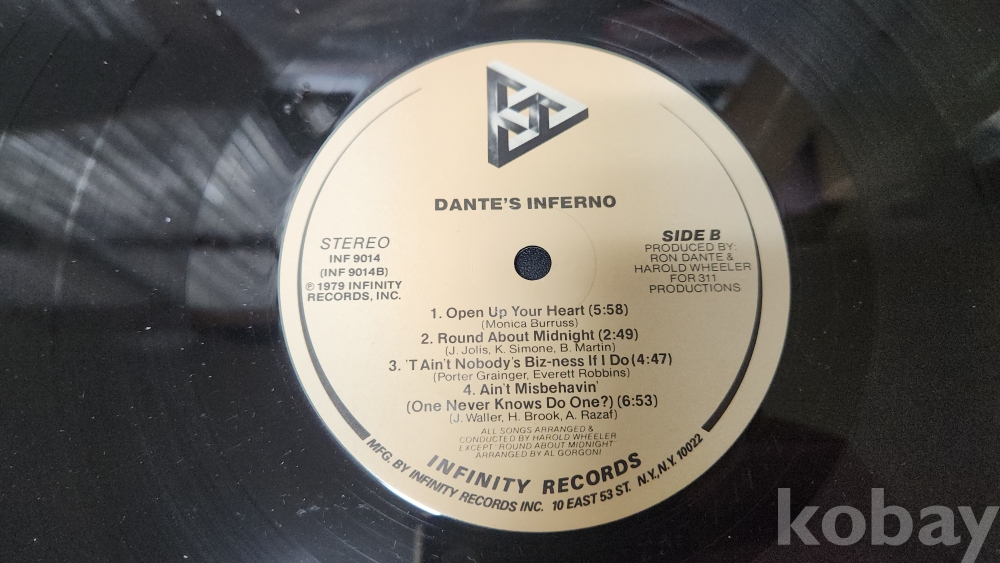 DANTE'S INFERNO
STEREO
INF 9014
(INF 9014B)
℗ 1979 INFINITY
RECORDS, INC.
SIDE B
PRODUCED BY:
RON DANTE &
HAROLD WHEELER
FOR 311
PRODUCTIONS
1. Open Up Your Heart (5:58)
(Monica Burruss)
2. Round About Midnight (2:49)
(J. Jolis, K. Simone, B. Martin)
3. 'T Ain't Nobody's Biz-ness If I Do (4:47)
(Porter Grainger, Everett Robbins)
4. Ain't Misbehavin'
(One Never Knows Do One?) (6:53)
(J. Waller, H. Brook, A. Razaf)
ALL SONGS ARRANGED &
CONDUCTED BY HAROLD WHEELER
EXCEPT "ROUND ABOUT MIDNIGHT"
ARRANGED BY AL GORGONI
INFINITY RECORDS
MFG. BY INFINITY RECORDS INC. 10 EAST 53 ST. N.Y., N.Y. 10022
kobay